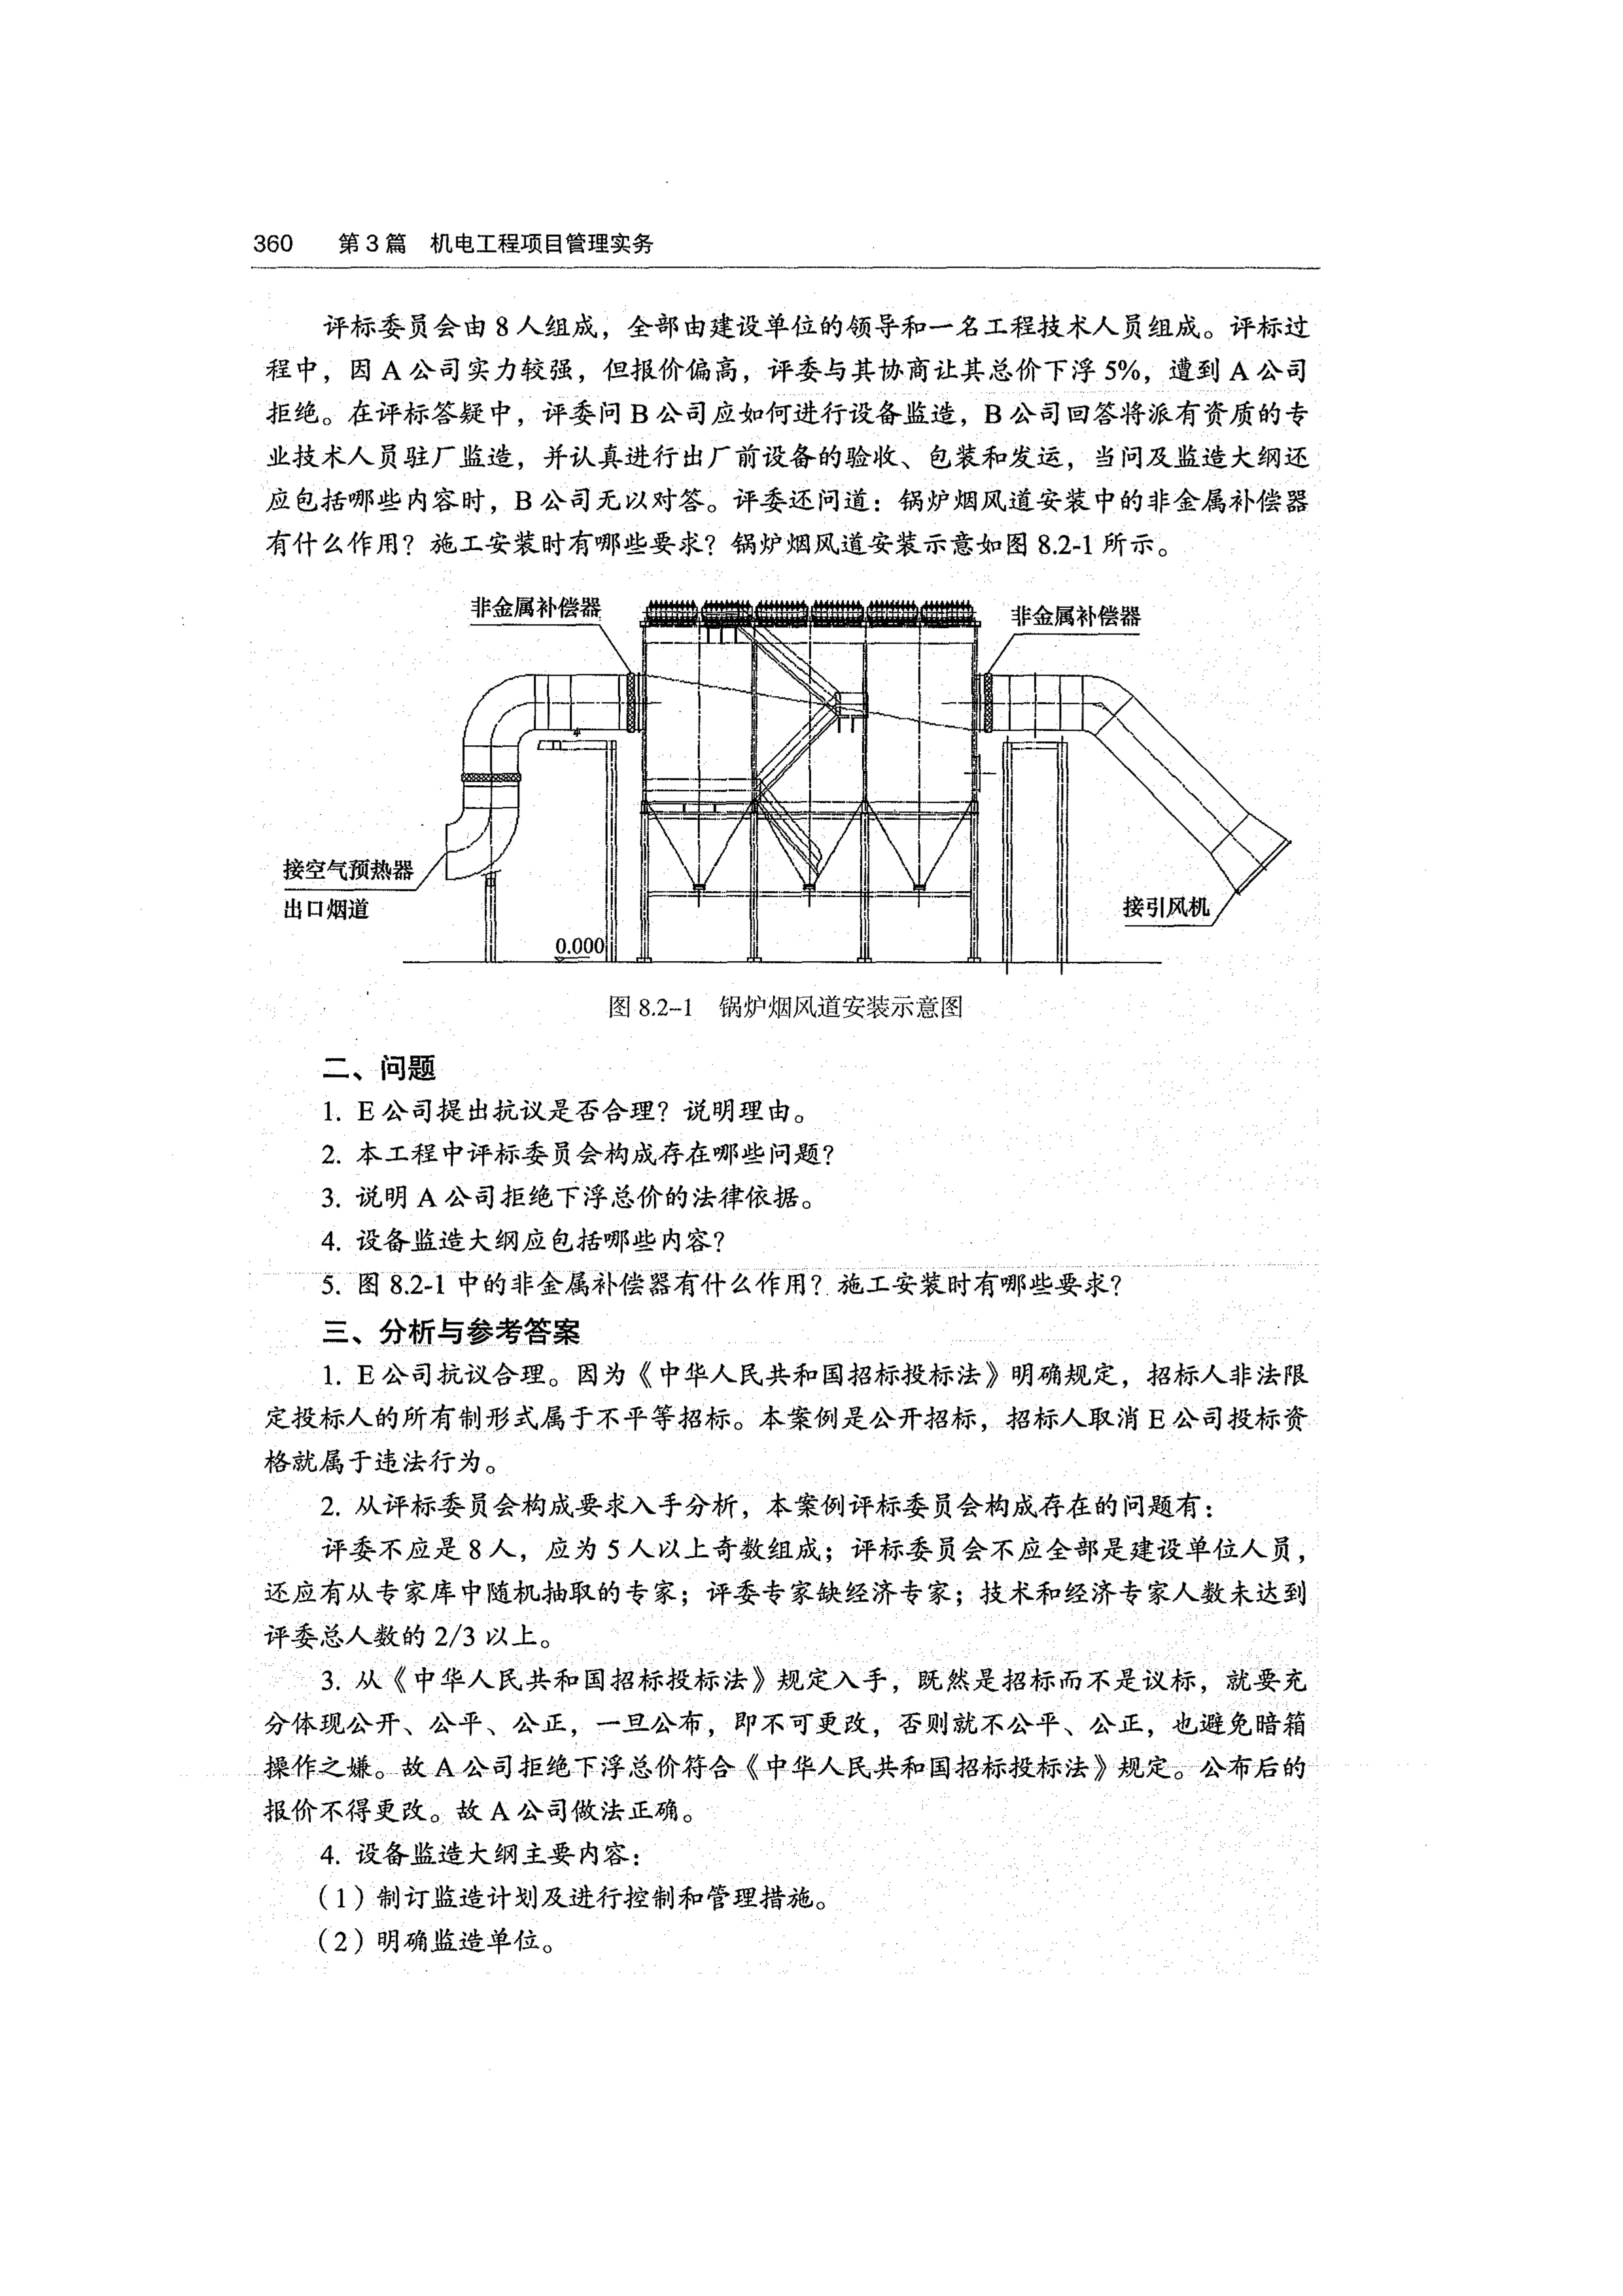 360 第3篇 机电工程项目管理实务
评标委员会由8人组成，全部由建设单位的领导和一名工程技术人员组成。评标过
程中，因A公司实力较强，但报价偏高，评委与其协商让其总价下浮5%，遭到A公司
拒绝。在评标答疑中，评委问B公司应如何进行设备监造，B公司回答将派有资质的专
业技术人员驻厂监造，并认真进行出厂前设备的验收、包装和发运，当问及监造大纲还
应包括哪些内容时，B公司无以对答。评委还问道：锅炉烟风道安装中的非金属补偿器
有什么作用？施工安装时有哪些要求？锅炉烟风道安装示意如图8.2-1所示。
非金属补偿器
非金属补偿器
接空气预热器
出口烟道
接引风机
0.000
图8.2-1 锅炉烟风道安装示意图
二、问题
1. E公司提出抗议是否合理？说明理由。
2. 本工程中评标委员会构成存在哪些问题？
3. 说明A公司拒绝下浮总价的法律依据。
4. 设备监造大纲应包括哪些内容？
5. 图8.2-1中的非金属补偿器有什么作用？施工安装时有哪些要求？
三、分析与参考答案
1. E公司抗议合理。因为《中华人民共和国招标投标法》明确规定，招标人非法限
定投标人的所有制形式属于不平等招标。本案例是公开招标，招标人取消E公司投标资
格就属于违法行为。
2. 从评标委员会构成要求入手分析，本案例评标委员会构成存在的问题有：
评委不应是8人，应为5人以上奇数组成；评标委员会不应全部是建设单位人员，
还应有从专家库中随机抽取的专家；评委专家缺经济专家；技术和经济专家人数未达到
评委总人数的2/3以上。
3. 从《中华人民共和国招标投标法》规定入手，既然是招标而不是议标，就要充
分体现公开、公平、公正，一旦公布，即不可更改，否则就不公平、公正，也避免暗箱
操作之嫌。故A公司拒绝下浮总价符合《中华人民共和国招标投标法》规定。公布后的
报价不得更改。故A公司做法正确。
4. 设备监造大纲主要内容：
（1）制订监造计划及进行控制和管理措施。
（2）明确监造单位。